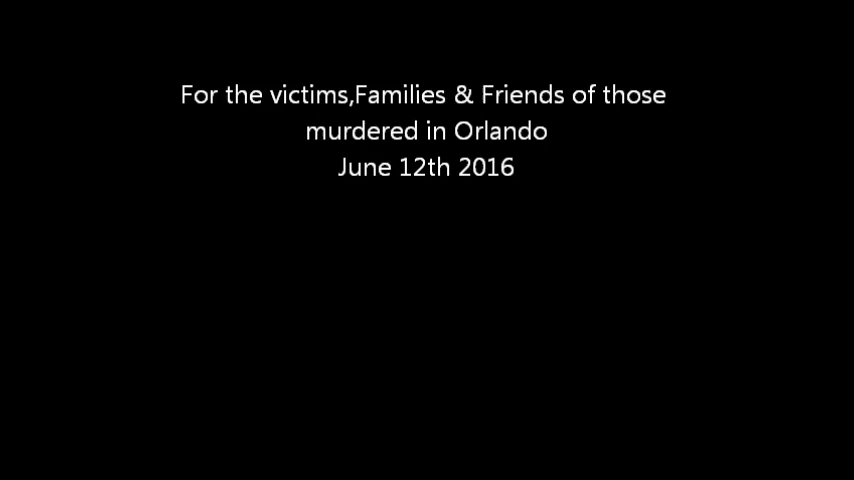 For the victims,Families & Friends of those
murdered in Orlando
June 12th 2016